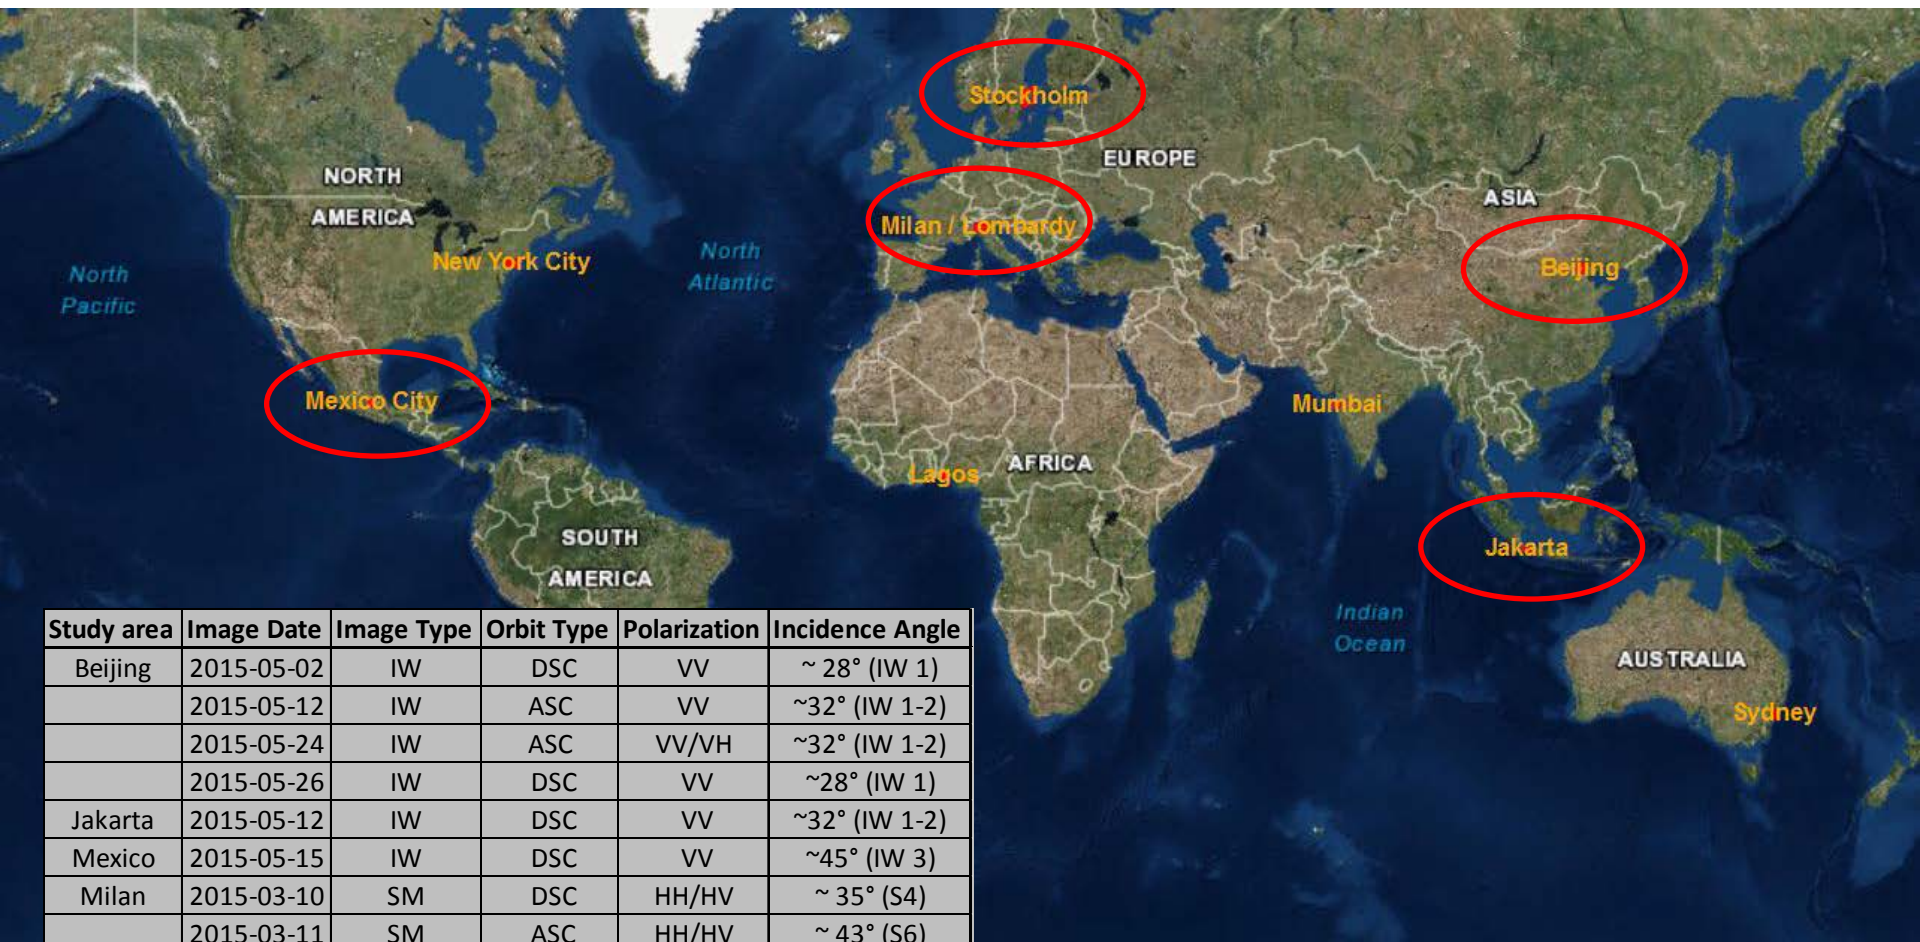 Stockholm
EUROPE
NORTH
AMERICA
ASIA
Milan / Lombardy
New York City
North
Atlantic
North
Pacific
Beijing
Mexico City
Mumbai
AFRICA
Lagos
SOUTH
AMERICA
Jakarta
Indian
Ocean
AUSTRALIA
Sydney
Study area Image Date Image Type Orbit Type Polarization Incidence Angle
Beijing 2015-05-02 IW DSC VV ~ 28° (IW 1)
2015-05-12 IW ASC VV ~32° (IW 1-2)
2015-05-24 IW ASC VV/VH ~32° (IW 1-2)
2015-05-26 IW DSC VV ~28° (IW 1)
Jakarta 2015-05-12 IW DSC VV ~32° (IW 1-2)
Mexico 2015-05-15 IW DSC VV ~45° (IW 3)
Milan 2015-03-10 SM DSC HH/HV ~ 35° (S4)
2015-03-11 SM ASC HH/HV ~ 43° (S6)